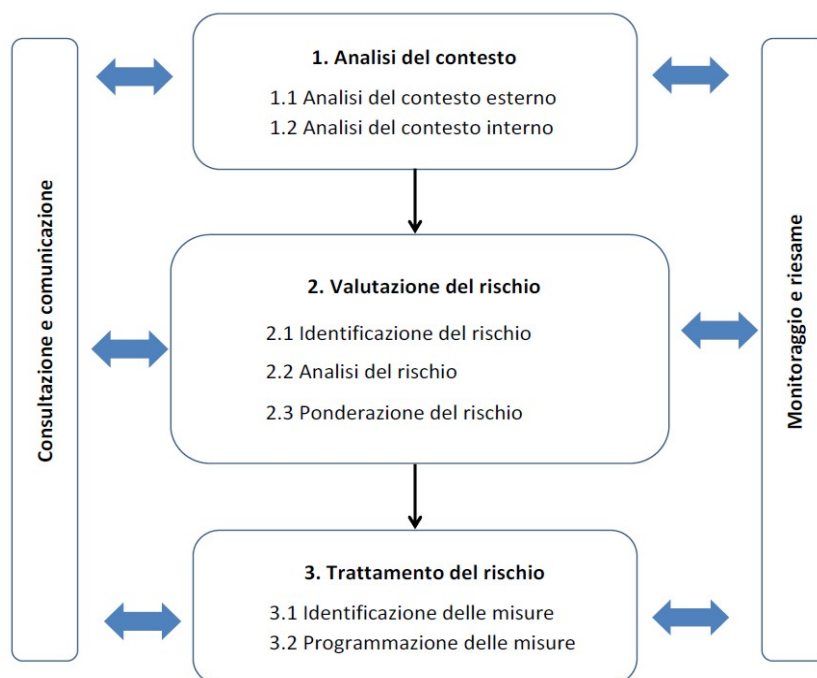 Consultazione e comunicazione
1. Analisi del contesto
1.1 Analisi del contesto esterno
1.2 Analisi del contesto interno
2. Valutazione del rischio
2.1 Identificazione del rischio
2.2 Analisi del rischio
2.3 Ponderazione del rischio
3. Trattamento del rischio
3.1 Identificazione delle misure
3.2 Programmazione delle misure
Monitoraggio e riesame